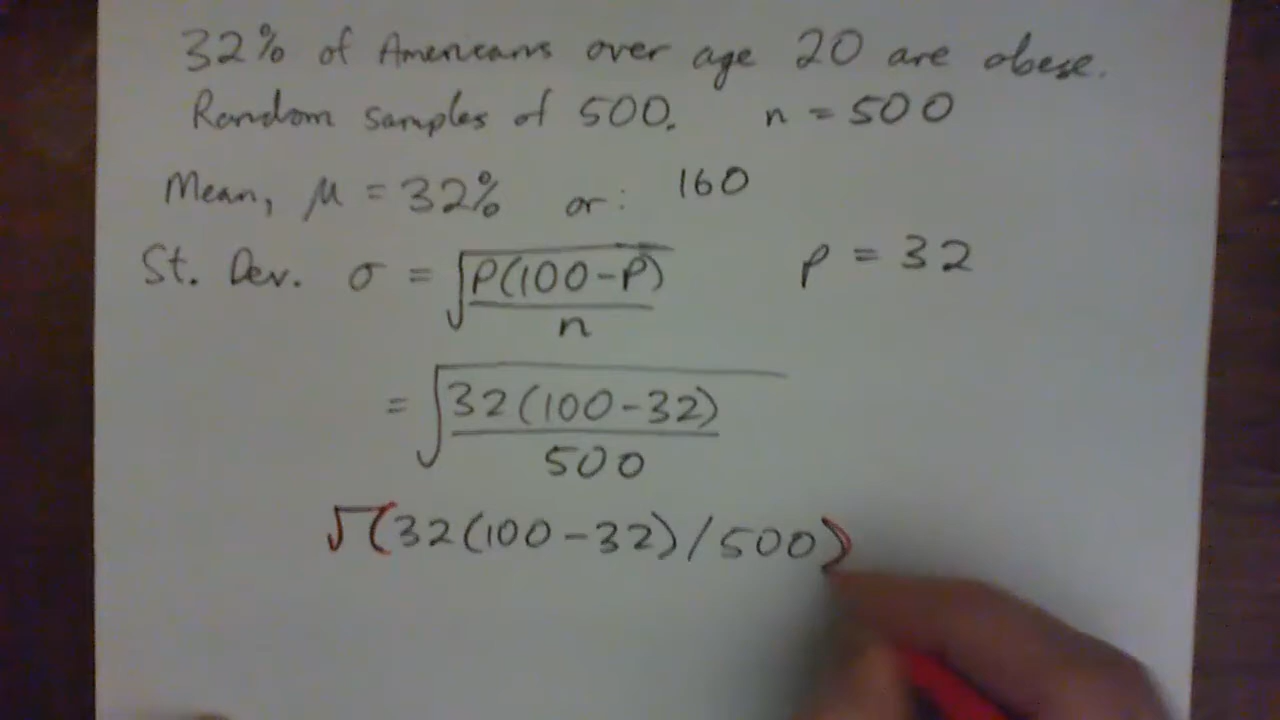 32% of Americans over age 20 are obese.
Random samples of 500. n = 500
Mean, μ = 32% or: 160
St. Dev. σ = √(P(100-P)/n) p = 32
= √(32(100-32)/500)
√(32(100-32)/500)